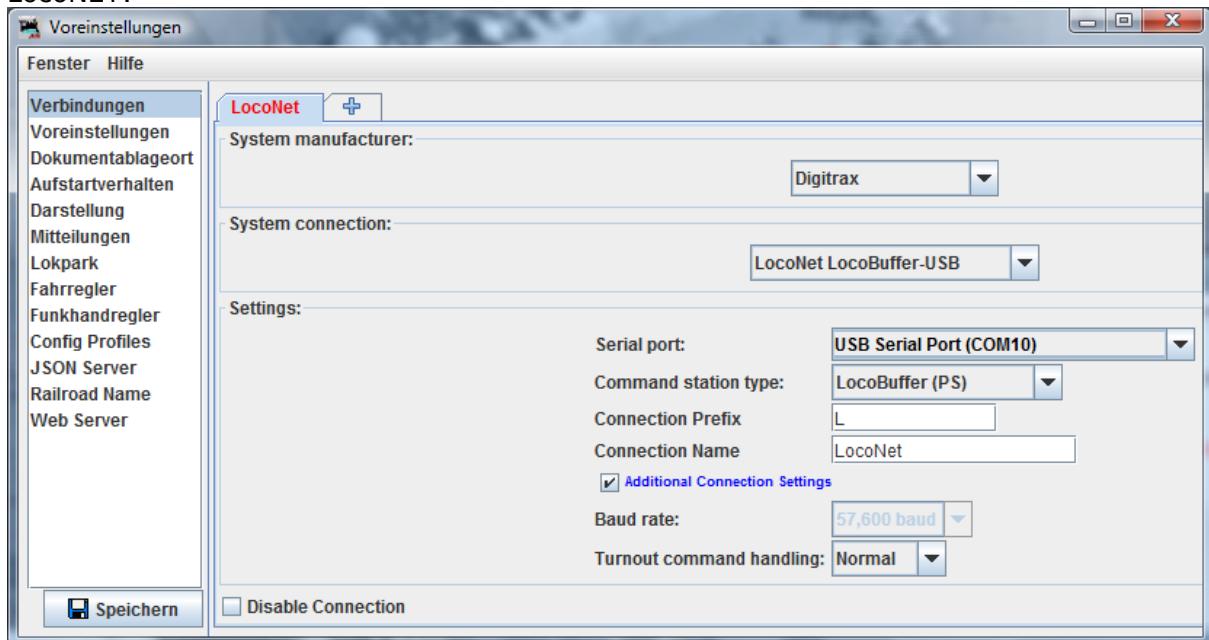 LocoNET:
Voreinstellungen
Fenster Hilfe
Verbindungen
Voreinstellungen
Dokumentablageort
Aufstartverhalten
Darstellung
Mitteilungen
Lokpark
Fahrregler
Funkhandregler
Config Profiles
JSON Server
Railroad Name
Web Server
Speichern
LocoNet
System manufacturer:
Digitrax
System connection:
LocoNet LocoBuffer-USB
Settings:
Serial port: USB Serial Port (COM10)
Command station type: LocoBuffer (PS)
Connection Prefix L
Connection Name LocoNet
Additional Connection Settings
Baud rate: 57,600 baud
Turnout command handling: Normal
Disable Connection